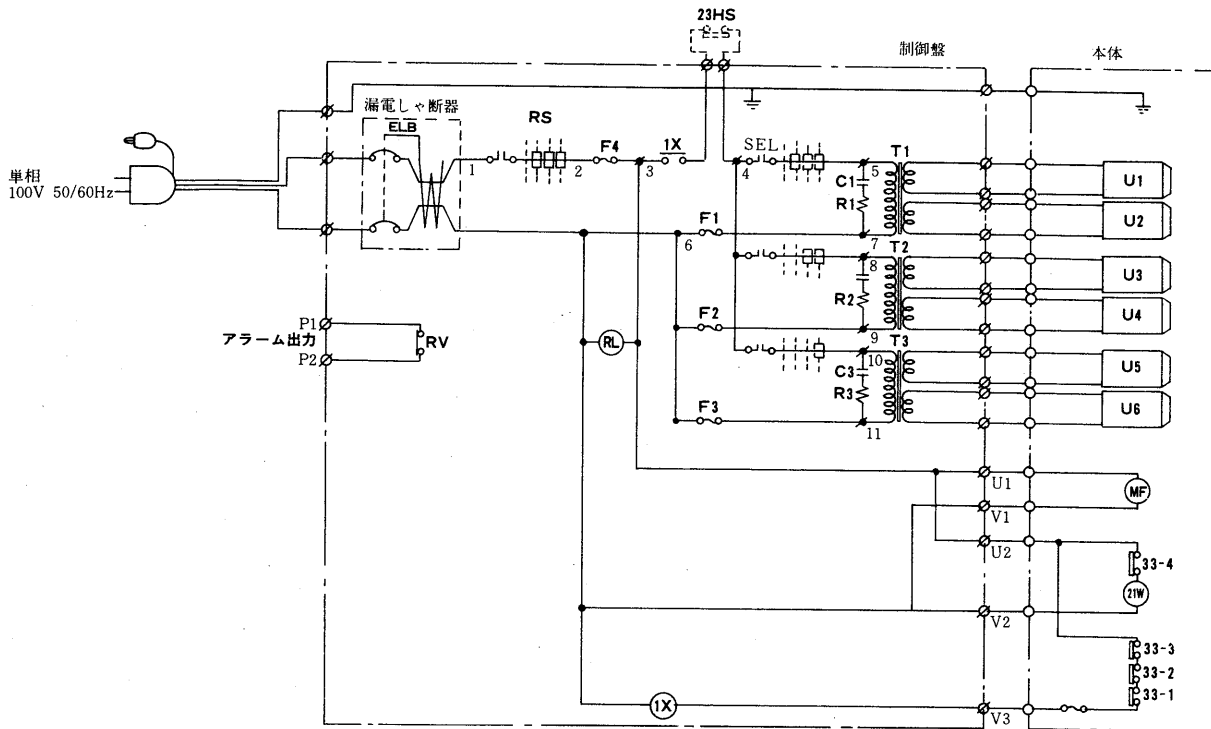 23HS
制御盤
本体
漏電しゃ断器
ELB
RS
F4
1X
SEL
T1
1
2
3
4
5
C1
R1
U1
U2
単相
100V 50/60Hz
F1
6
7
T2
8
R2
U3
U4
F2
9
T3
P1
アラーム出力
RV
P2
RL
10
C3
R3
U5
U6
F3
11
U1
MF
V1
U2
33-4
21W
V2
33-3
33-2
33-1
1X
V3